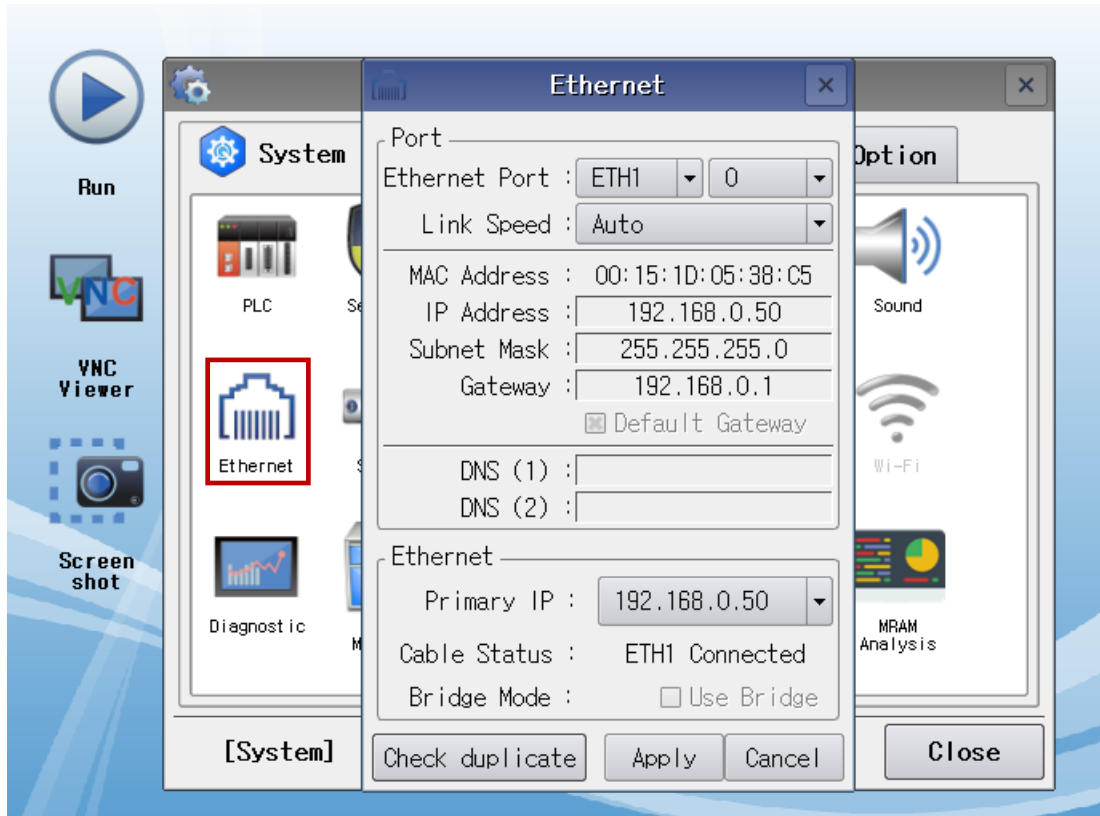 Run
VNC
VNC
Viewer
Screen
shot
System
Option
PLC
Se
Sound
Ethernet
S
Wi-Fi
Diagnostic
M
MRAM
Analysis
[System]
Close
Ethernet
Port
Ethernet Port : ETH1 0
Link Speed : Auto
MAC Address : 00:15:1D:05:38:C5
IP Address : 192.168.0.50
Subnet Mask : 255.255.255.0
Gateway : 192.168.0.1
Default Gateway
DNS (1) :
DNS (2) :
Ethernet
Primary IP : 192.168.0.50
Cable Status : ETH1 Connected
Bridge Mode : Use Bridge
Check duplicate Apply Cancel